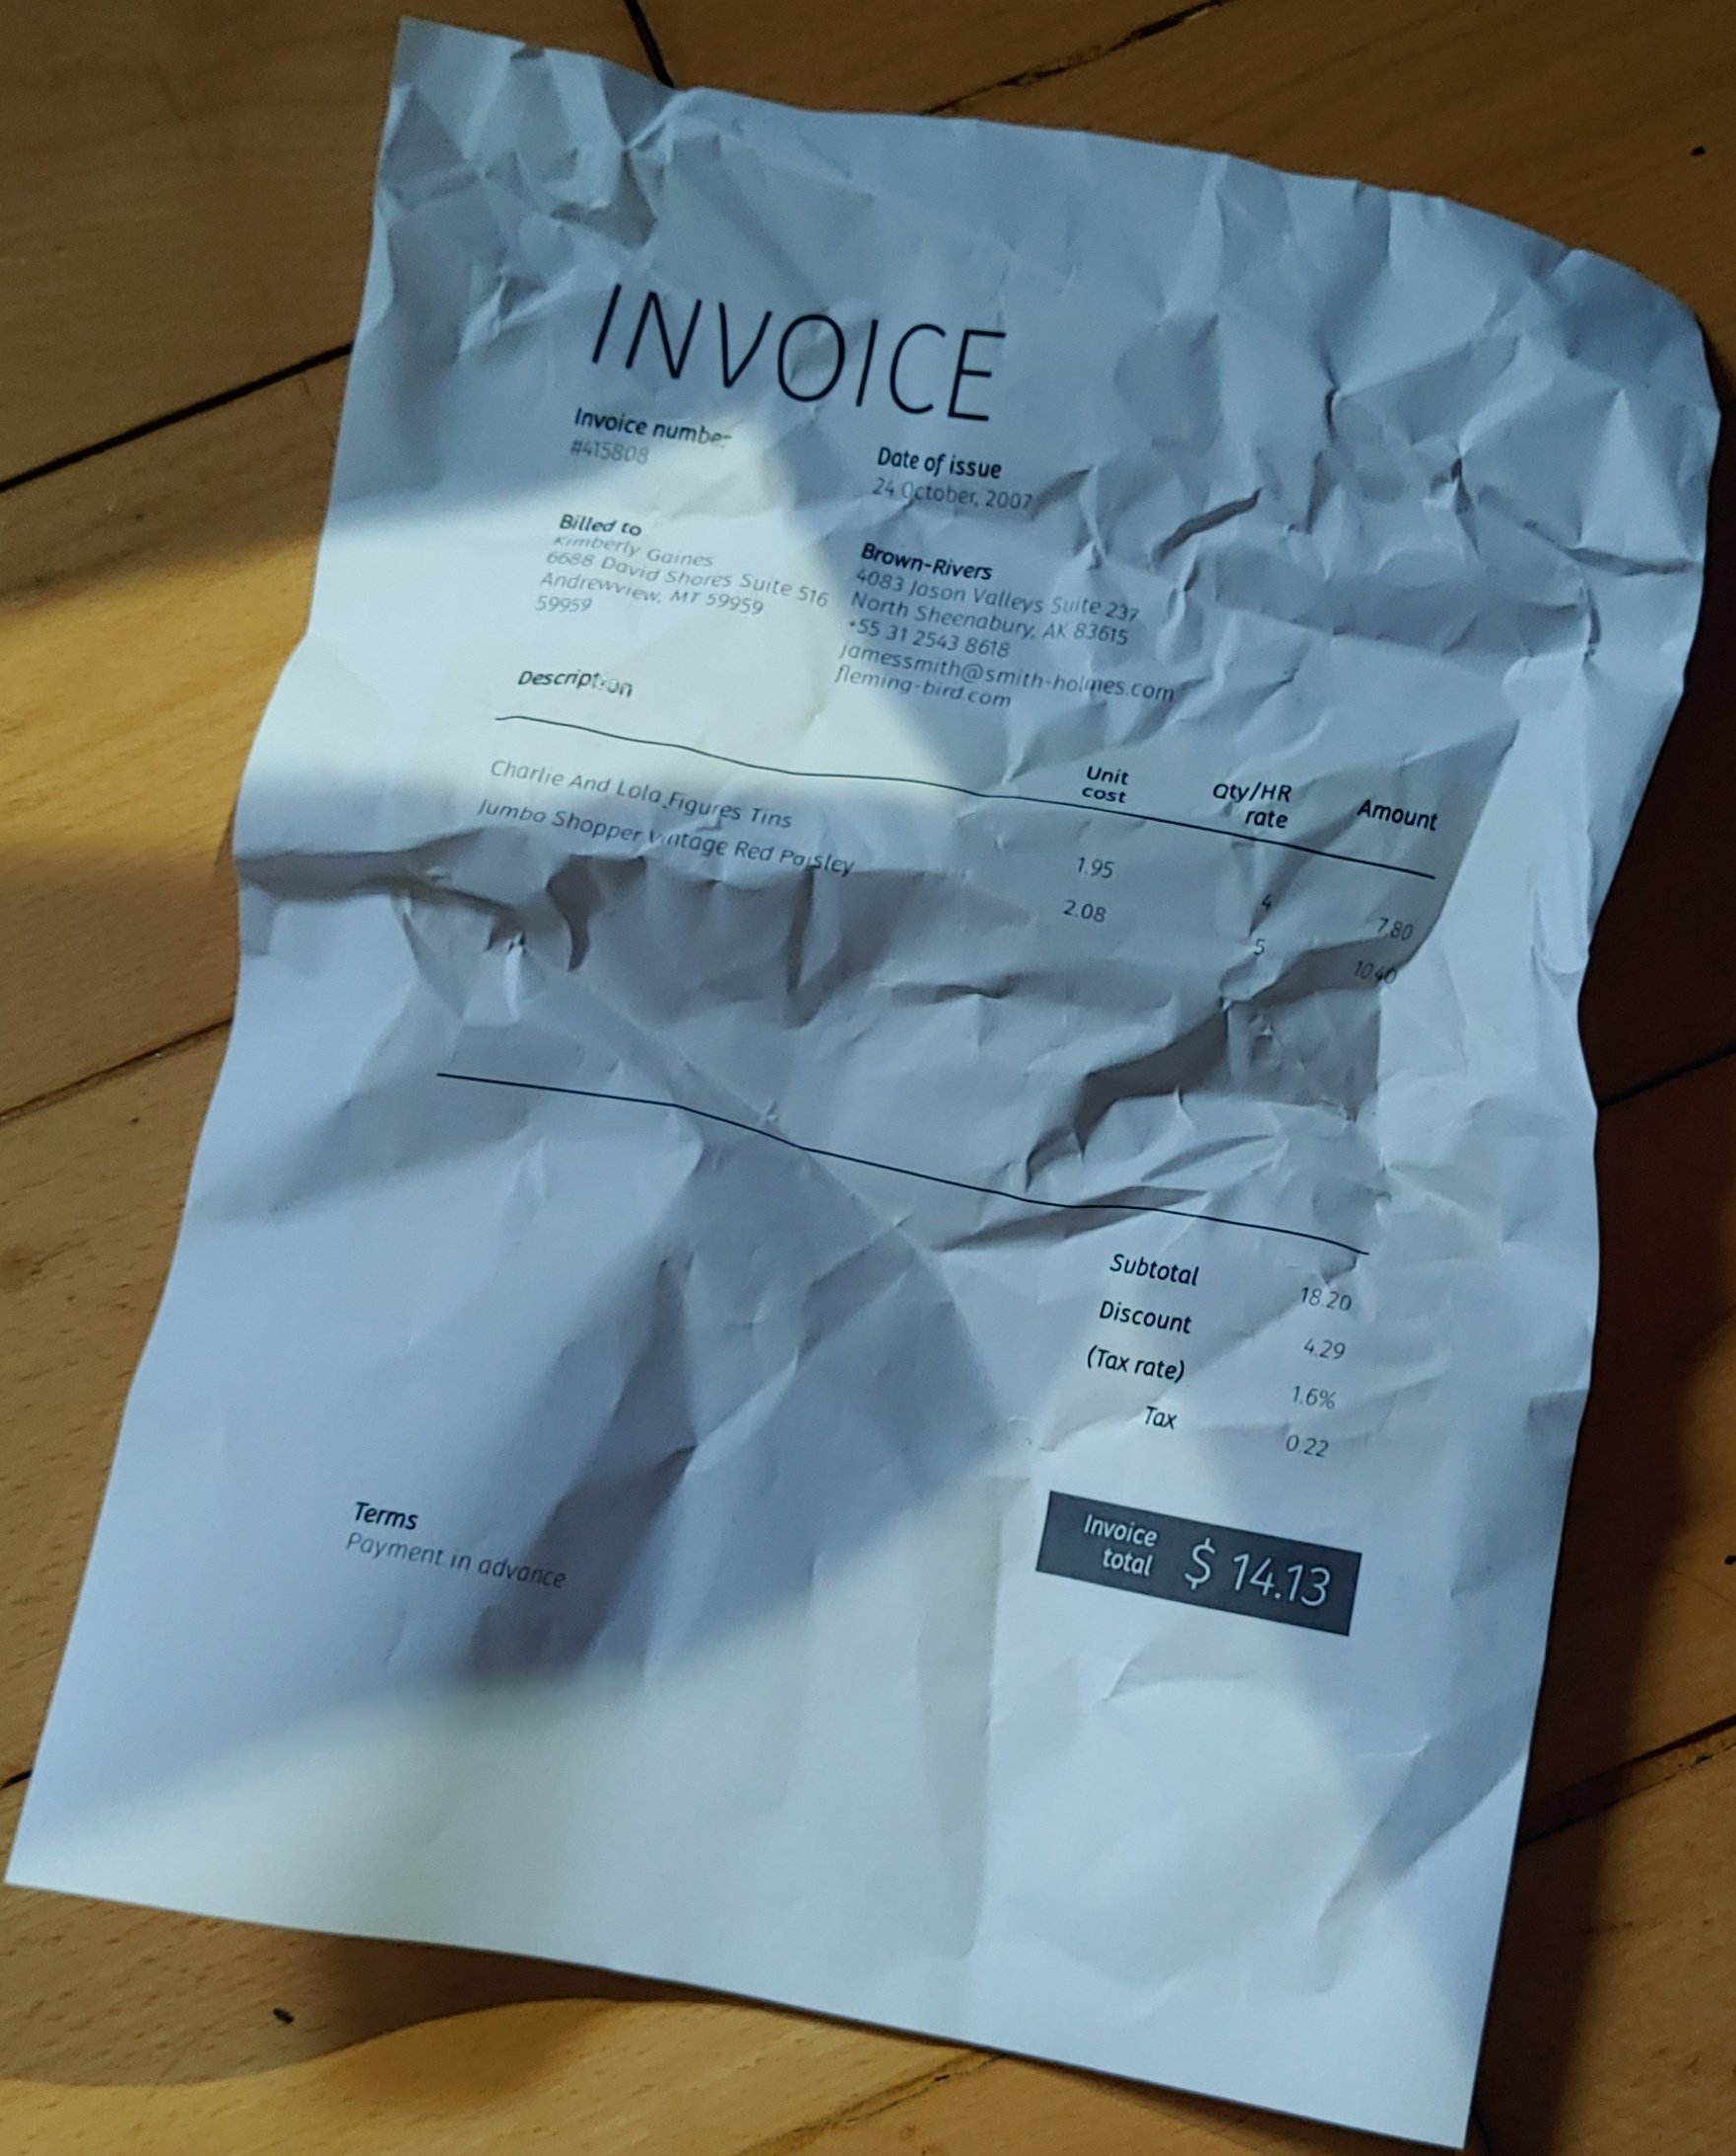 INVOICE
Invoice number
#415808
Date of issue
24 October, 2007
Billed to
Kimberly Gaines
6688 David Shores Suite 516
Andrewview, MT 59959
59959
Brown-Rivers
4083 Jason Valleys Suite 237
North Sheenabury, AK 83615
+55 31 2543 8618
jamessmith@smith-holmes.com
fleming-bird.com
Description Unit cost Qty/HR rate Amount
Charlie And Lola Figures Tins 1.95 4 7.80
Jumbo Shopper Vintage Red Paisley 2.08 5 10.40
Subtotal 18.20
Discount 4.29
(Tax rate) 1.6%
Tax 0.22
Invoice total $ 14.13
Terms
Payment in advance